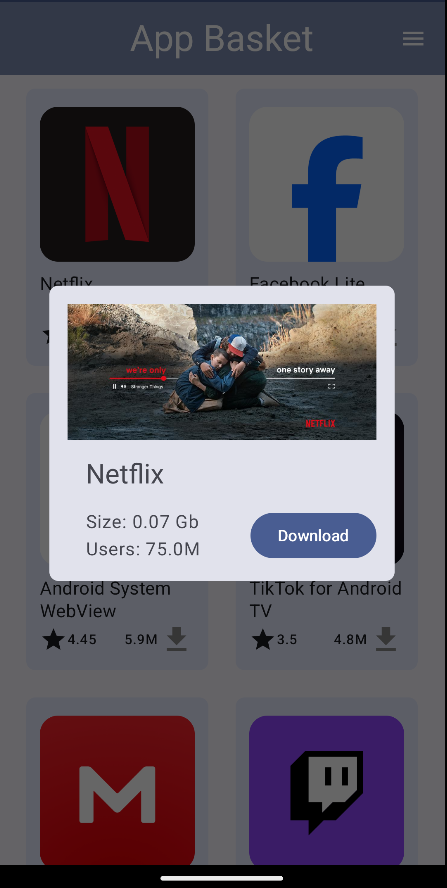 App Basket
Netflix
Facebook Lite
we're only
one story away
Stranger Things
NETFLIX
Netflix
Size: 0.07 Gb
Users: 75.0M
Download
Android System
WebView
TikTok for Android
TV
4.45
5.9M
3.5
4.8M